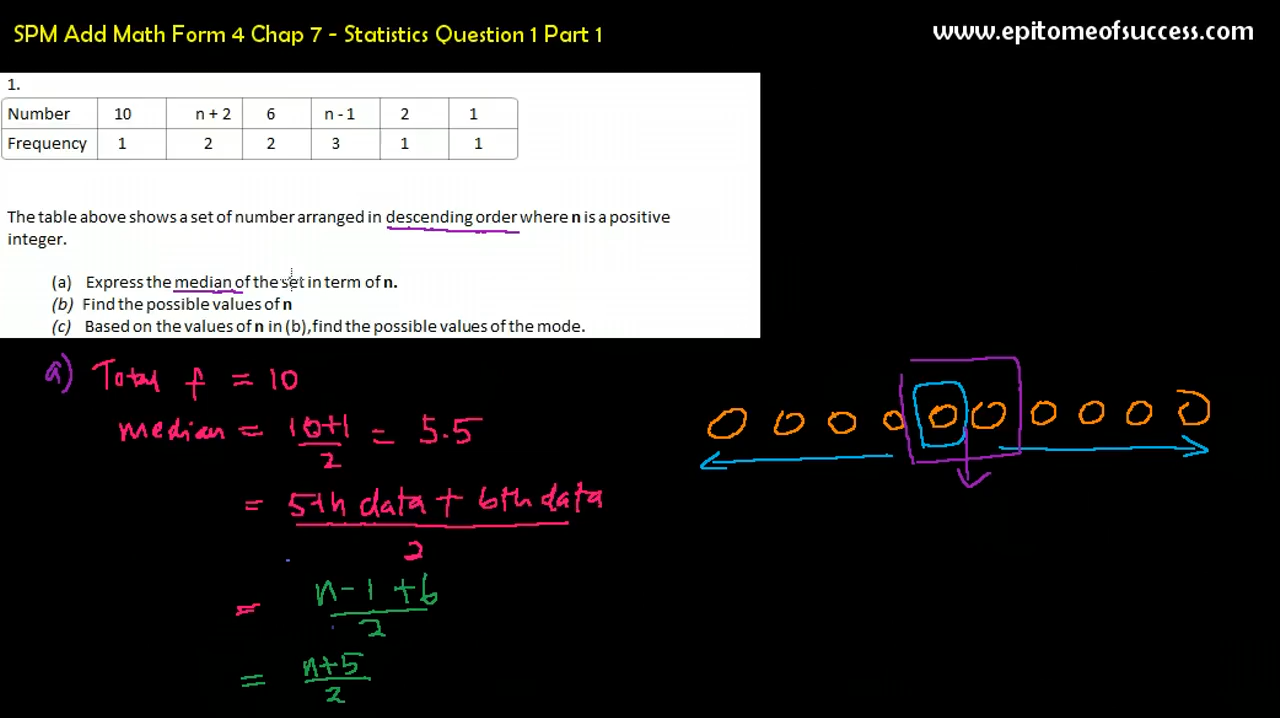 SPM Add Math Form 4 Chap 7 - Statistics Question 1 Part 1
www.epitomeofsuccess.com
1.
Number 10 n + 2 6 n - 1 2 1
Frequency 1 2 2 3 1 1
The table above shows a set of number arranged in descending order where n is a positive
integer.
(a) Express the median of the set in term of n.
(b) Find the possible values of n
(c) Based on the values of n in (b),find the possible values of the mode.
a) Total f = 10
median = 10+1 = 5.5
2
= 5th data + 6th data
2
= n-1 +6
2
= n+5
2